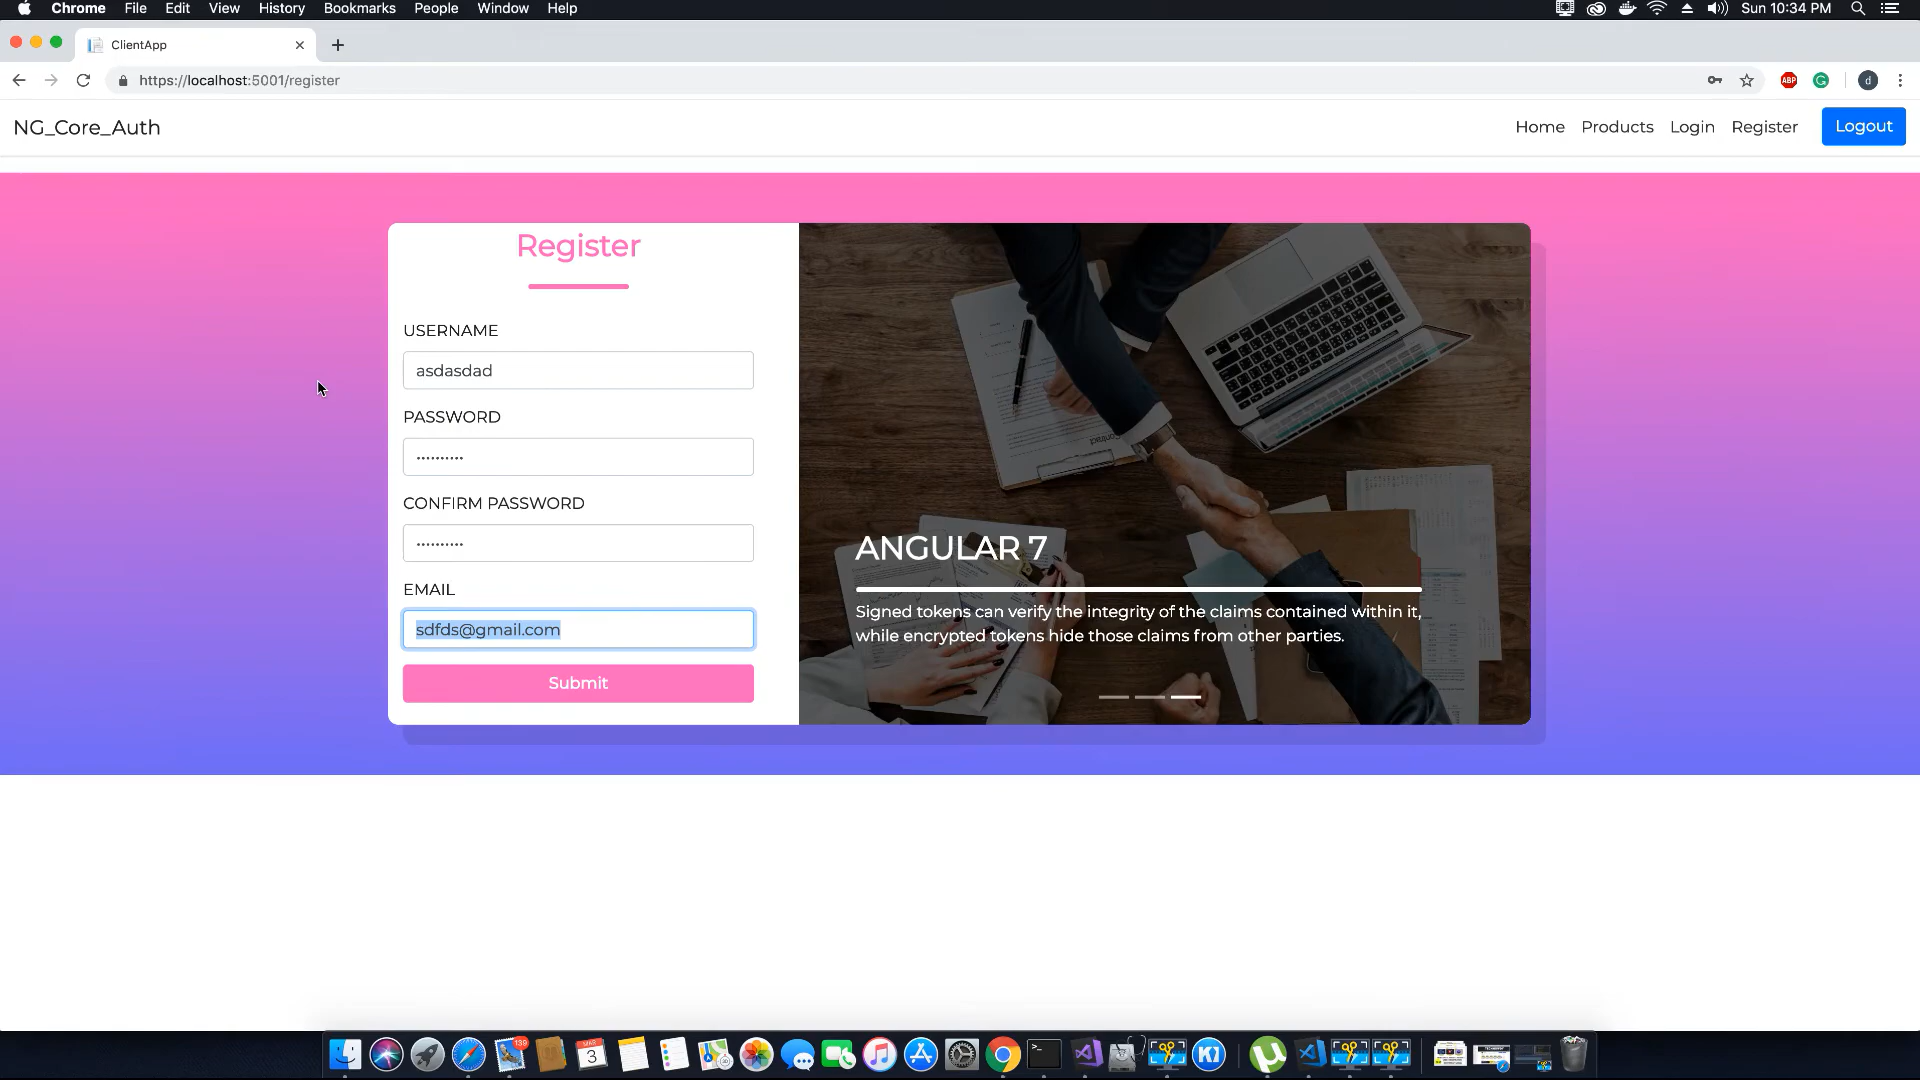 Chrome File Edit View History Bookmarks People Window Help
Sun 10:34 PM
ClientApp
https://localhost:5001/register
ABP
d
NG_Core_Auth
Home Products Login Register Logout
Register
USERNAME
asdasdad
PASSWORD
••••••••••
CONFIRM PASSWORD
••••••••••
EMAIL
sdfds@gmail.com
Submit
ANGULAR 7
Signed tokens can verify the integrity of the claims contained within it,
while encrypted tokens hide those claims from other parties.
139
3